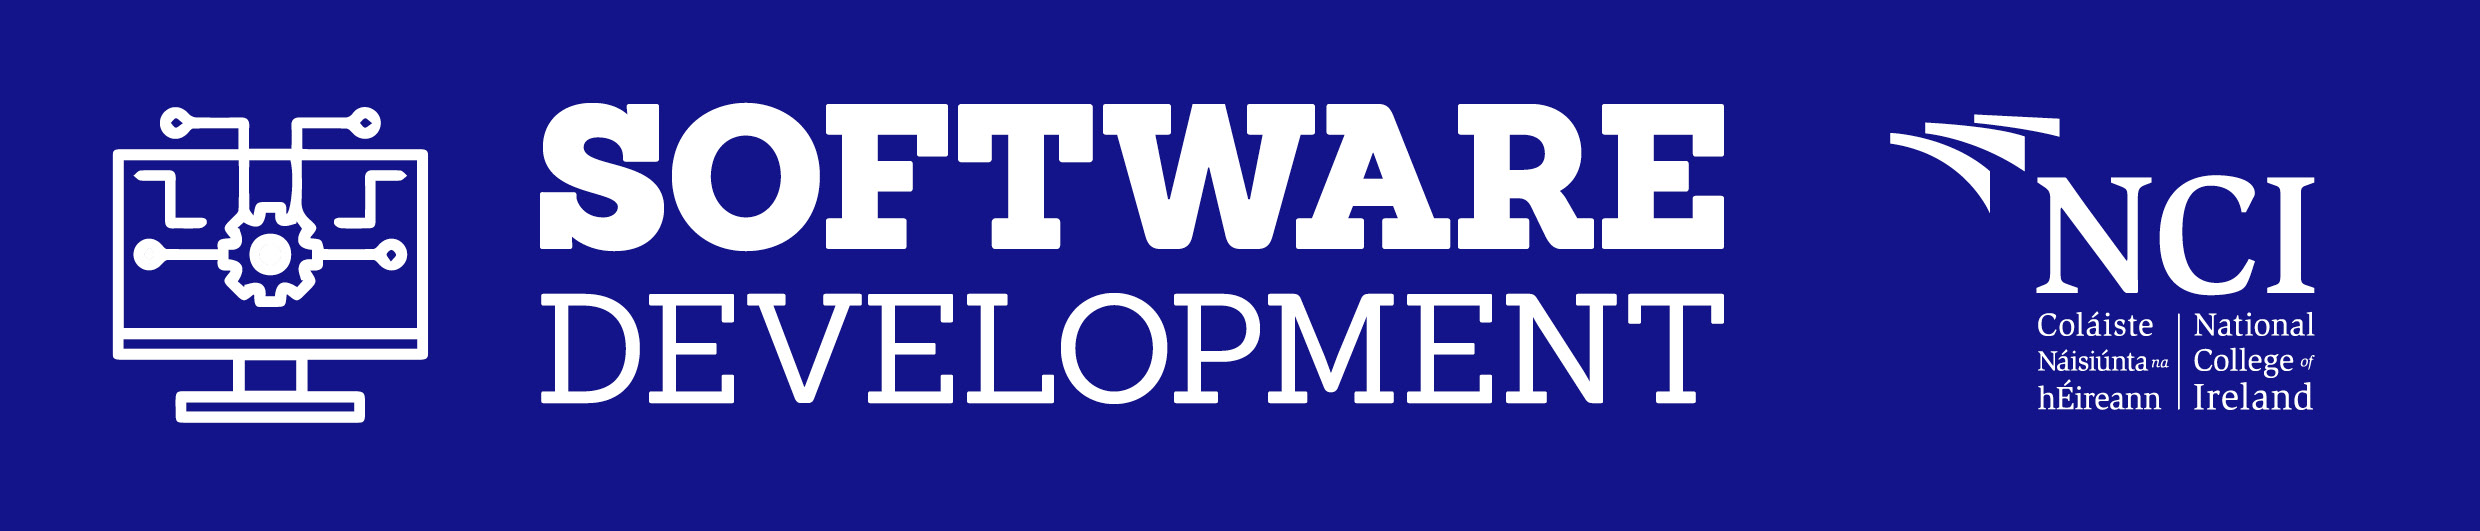 SOFTWARE
DEVELOPMENT
NCI
Coláiste
Náisiúnta na
hÉireann
National
College of
Ireland